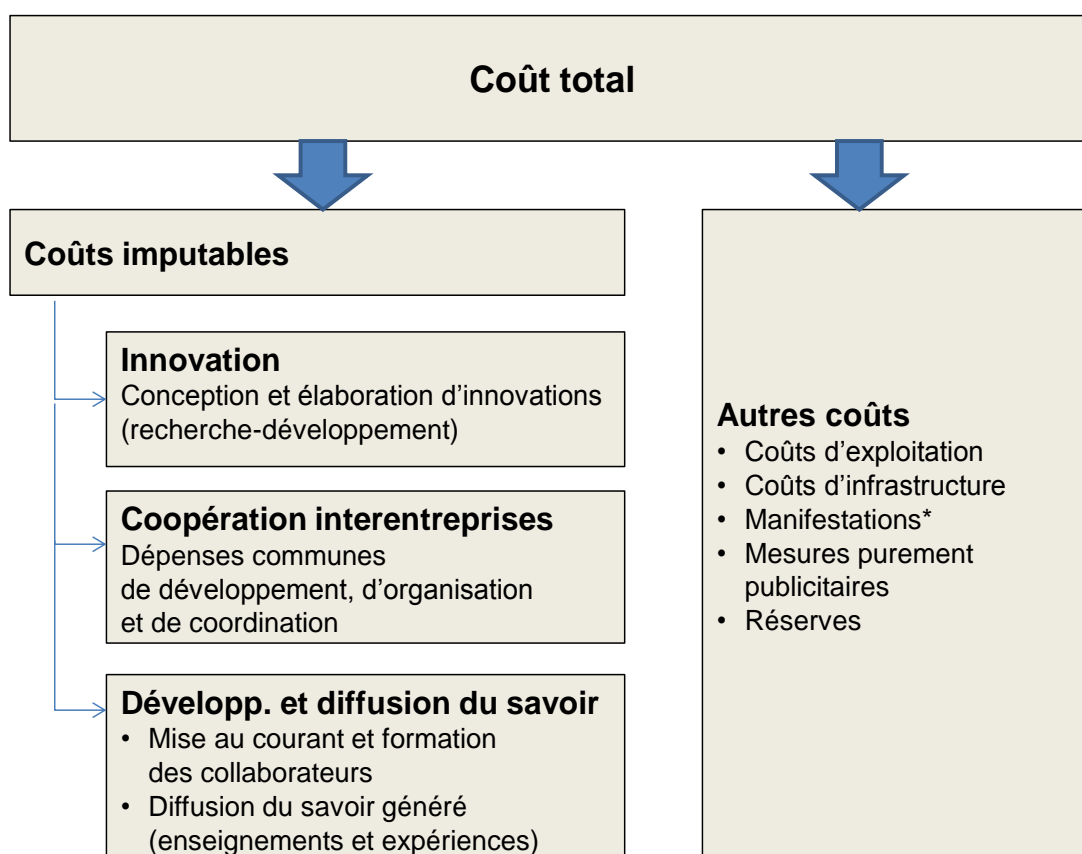 Coût total
Coûts imputables
Innovation
Conception et élaboration d’innovations
(recherche-développement)
Coopération interentreprises
Dépenses communes
de développement, d’organisation
et de coordination
Développ. et diffusion du savoir
• Mise au courant et formation
des collaborateurs
• Diffusion du savoir généré
(enseignements et expériences)
Autres coûts
• Coûts d’exploitation
• Coûts d’infrastructure
• Manifestations*
• Mesures purement
publicitaires
• Réserves